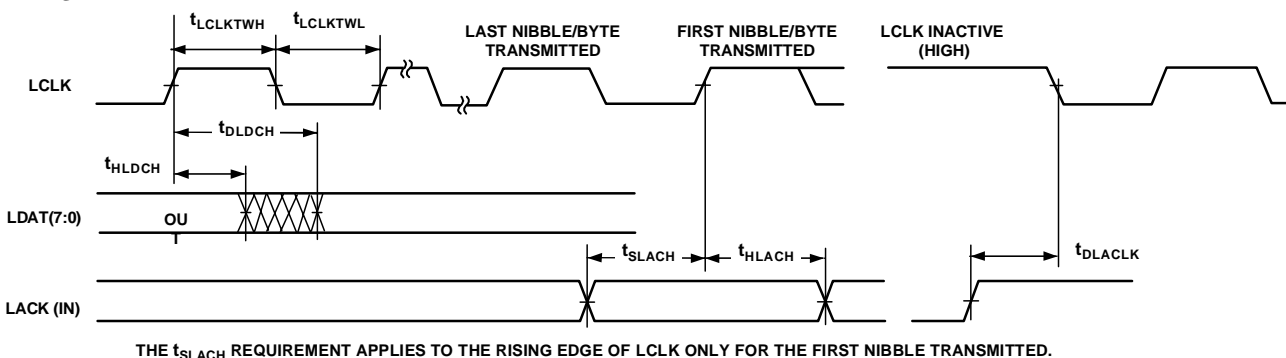 tLCLKTWH tLCLKTWL
LAST NIBBLE/BYTE
TRANSMITTED
FIRST NIBBLE/BYTE
TRANSMITTED
LCLK INACTIVE
(HIGH)
LCLK
tDLDCH
tHLDCH
LDAT(7:0)
OU
T
tSLACH tHLACH
tDLACLK
LACK (IN)
THE tSLACH REQUIREMENT APPLIES TO THE RISING EDGE OF LCLK ONLY FOR THE FIRST NIBBLE TRANSMITTED.